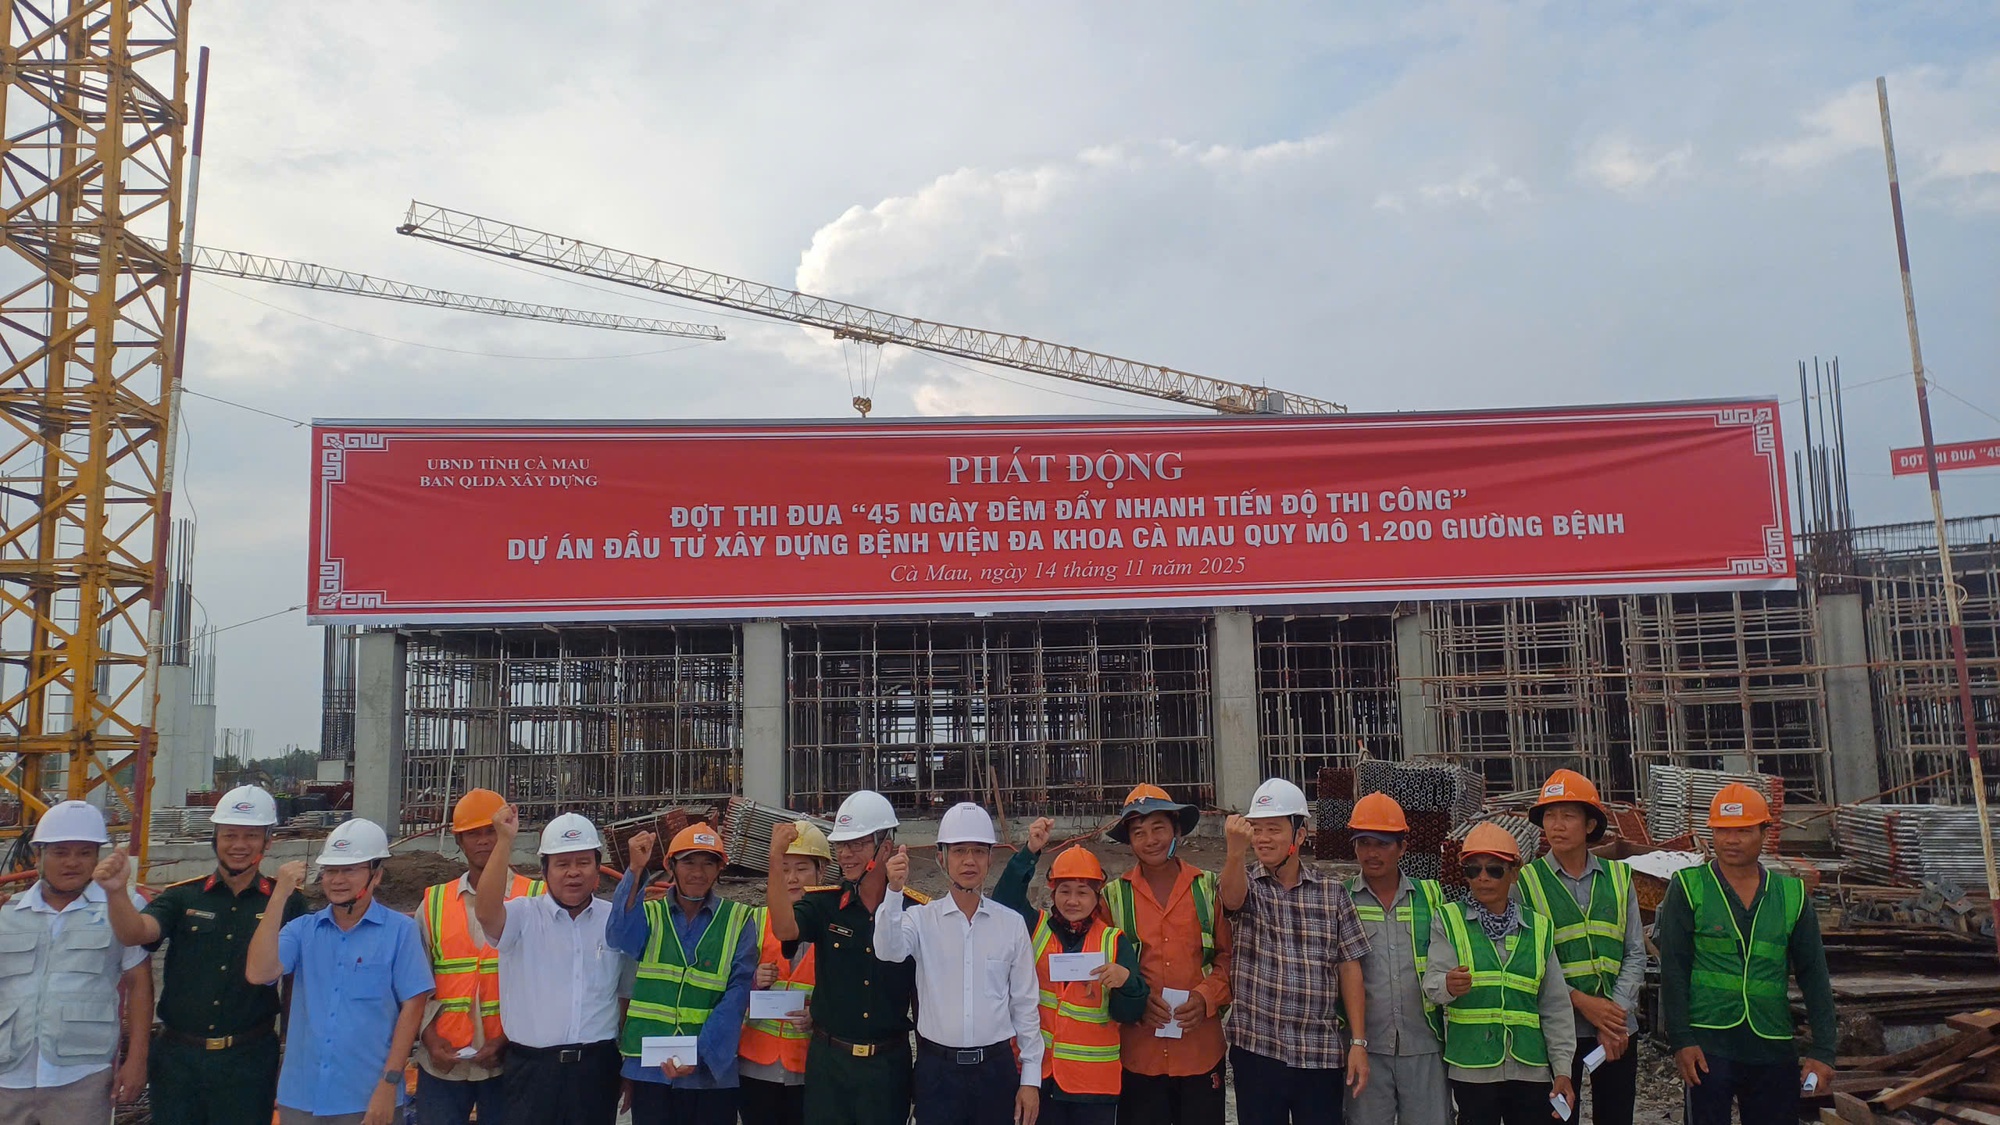 UBND TỈNH CÀ MAU
BAN QLDA XÂY DỰNG
PHÁT ĐỘNG
ĐỢT THI ĐUA “45 NGÀY ĐÊM ĐẨY NHANH TIẾN ĐỘ THI CÔNG”
DỰ ÁN ĐẦU TƯ XÂY DỰNG BỆNH VIỆN ĐA KHOA CÀ MAU QUY MÔ 1.200 GIƯỜNG BỆNH
Cà Mau, ngày 14 tháng 11 năm 2025
ĐỢT THI ĐUA “45